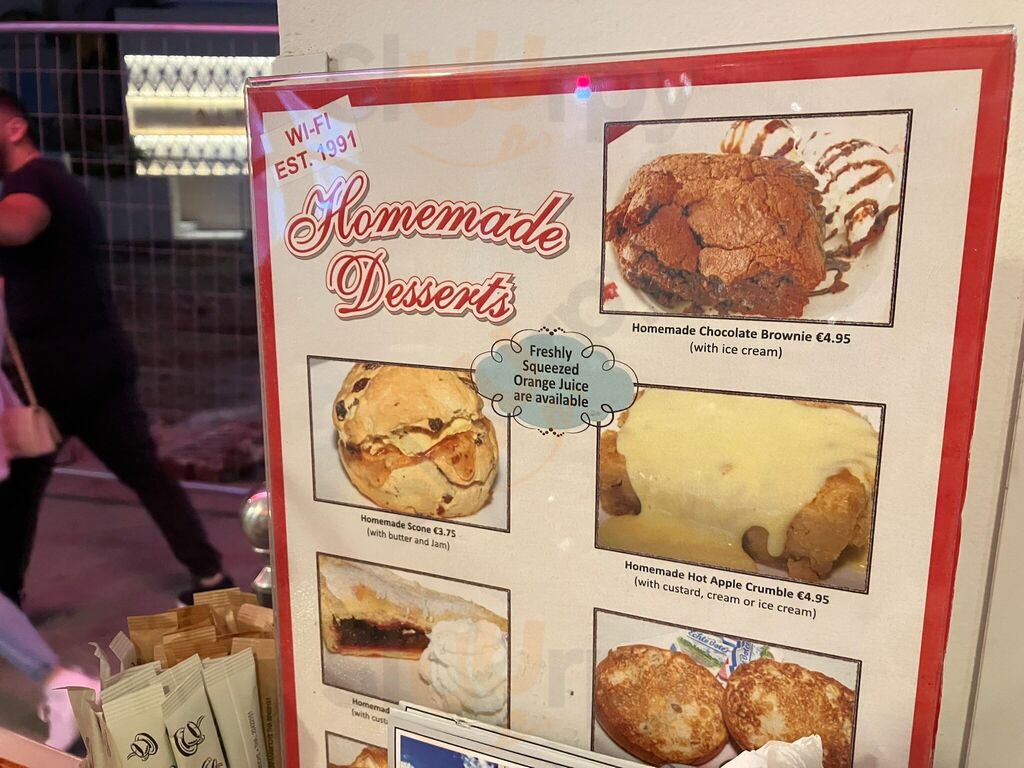 WI-FI
EST. 1991
Homemade
Desserts
Homemade Chocolate Brownie €4.95
(with ice cream)
Freshly
Squeezed
Orange Juice
are available
Homemade Scone €3.75
(with butter and Jam)
Homemade Hot Apple Crumble €4.95
(with custard, cream or ice cream)